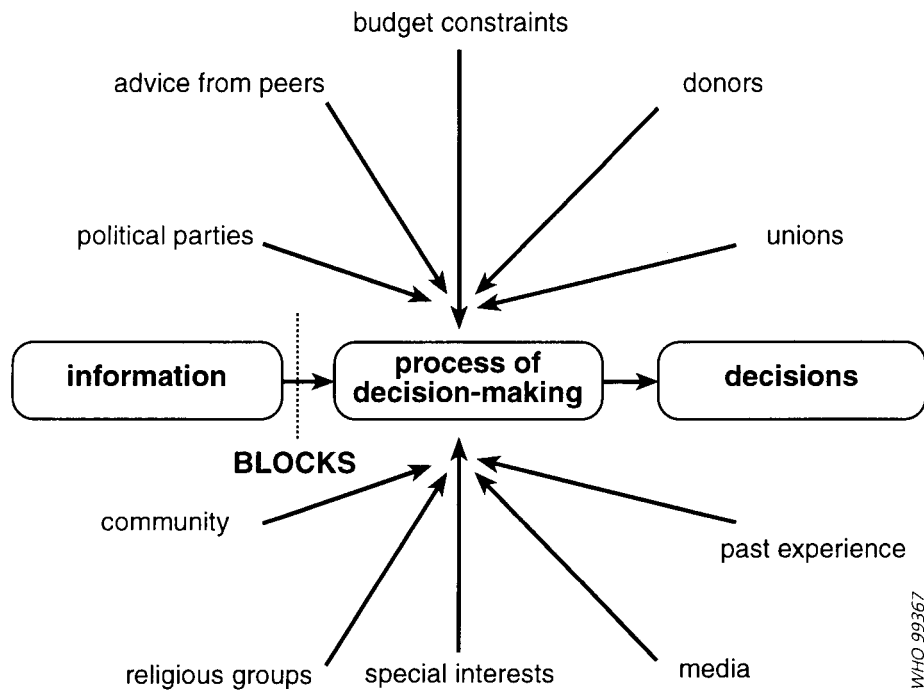 budget constraints
advice from peers
donors
political parties
unions
information
process of
decision-making
decisions
BLOCKS
community
past experience
religious groups
special interests
media
WHO 99367